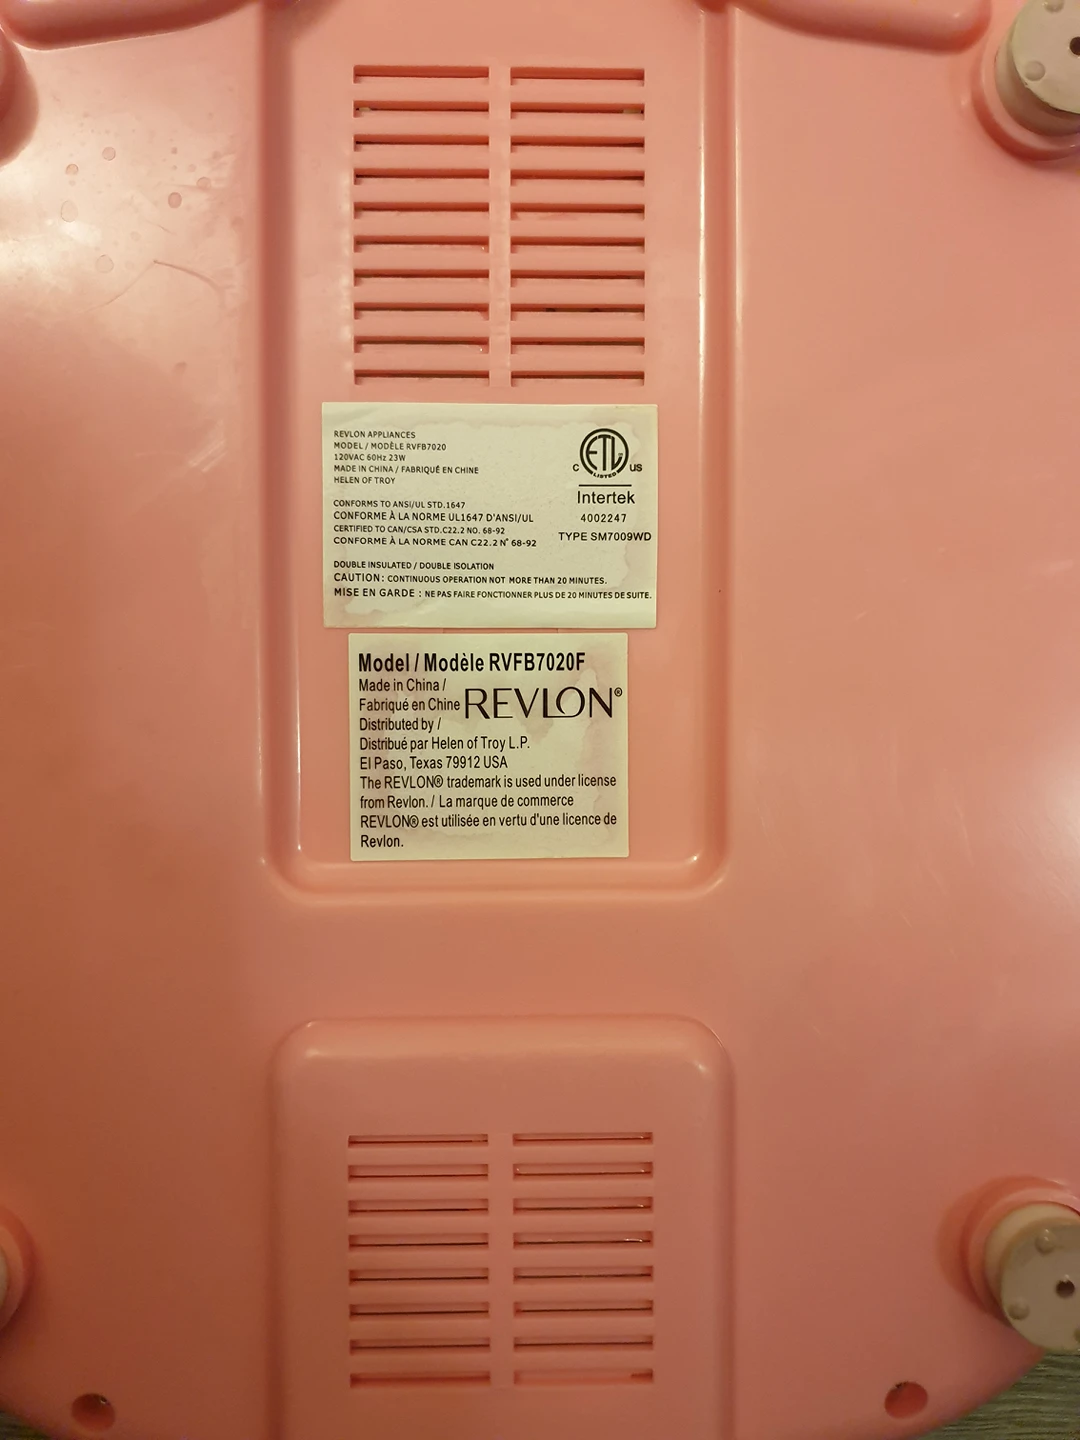 REVLON APPLIANCES
MODEL / MODÈLE RVFB7020
120VAC 60Hz 23W
MADE IN CHINA / FABRIQUÉ EN CHINE
HELEN OF TROY
CONFORMS TO ANSI/UL STD.1647
CONFORME À LA NORME UL1647 D'ANSI/UL
CERTIFIED TO CAN/CSA STD.C22.2 NO. 68-92
CONFORME À LA NORME CAN C22.2 N° 68-92
DOUBLE INSULATED / DOUBLE ISOLATION
CAUTION: CONTINUOUS OPERATION NOT MORE THAN 20 MINUTES.
MISE EN GARDE : NE PAS FAIRE FONCTIONNER PLUS DE 20 MINUTES DE SUITE.
ETL
LISTED
C US
Intertek
4002247
TYPE SM7009WD
Model / Modèle RVFB7020F
Made in China /
Fabriqué en Chine REVLON®
Distributed by /
Distribué par Helen of Troy L.P.
El Paso, Texas 79912 USA
The REVLON® trademark is used under license
from Revlon. / La marque de commerce
REVLON® est utilisée en vertu d'une licence de
Revlon.